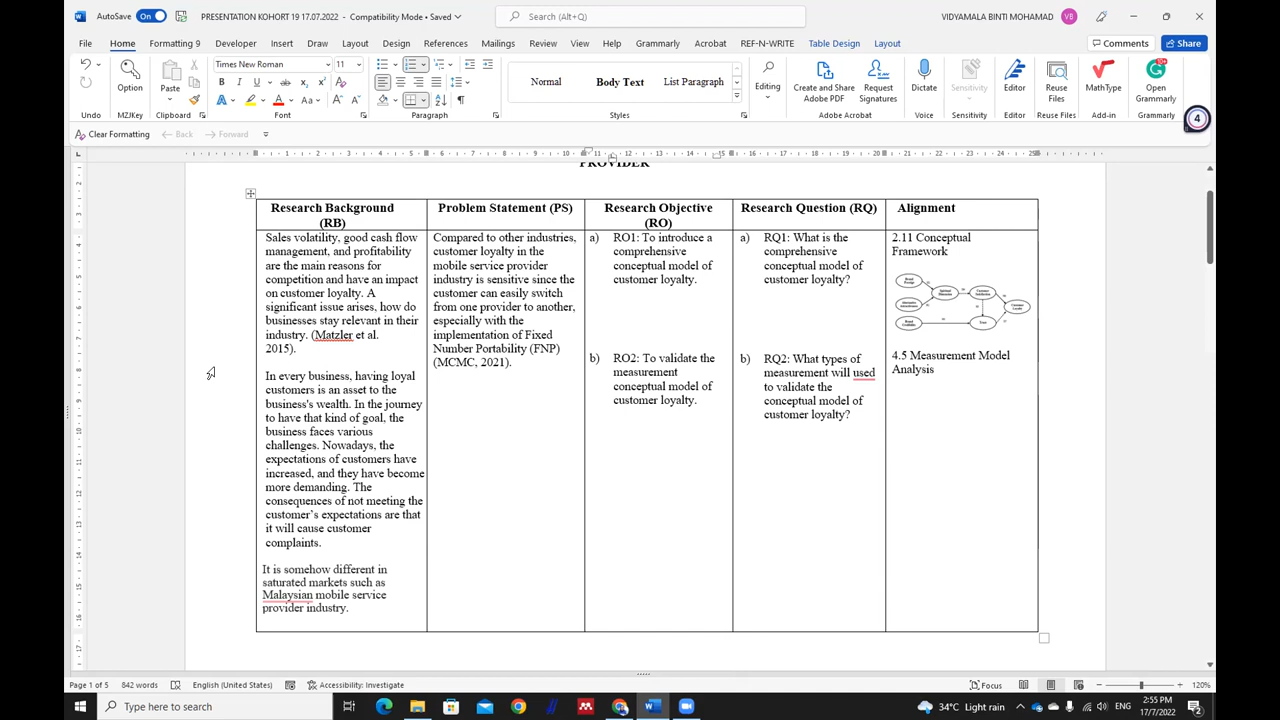 AutoSave On PRESENTATION KOHORT 19 17.07.2022 - Compatibility Mode • Saved Search (Alt+Q) VIDYAMALA BINTI MOHAMAD VB
File Home Formatting 9 Developer Insert Draw Layout Design References Mailings Review View Help Grammarly Acrobat REF-N-WRITE Table Design Layout Comments Share
Times New Roman 11
Normal Body Text List Paragraph
Option Paste Editing Create and Share Adobe PDF Request Signatures Dictate Sensitivity Editor Reuse Files MathType Open Grammarly
Undo MZJKey Clipboard Font Paragraph Styles Adobe Acrobat Voice Sensitivity Editor Reuse Files Add-in Grammarly
4
Clear Formatting Back Forward
PROVIDER
Research Background
(RB)
Problem Statement (PS)
Research Objective
(RO)
Research Question (RQ)
Alignment
Sales volatility, good cash flow
management, and profitability
are the main reasons for
competition and have an impact
on customer loyalty. A
significant issue arises, how do
businesses stay relevant in their
industry. (Matzler et al.
2015).
In every business, having loyal
customers is an asset to the
business's wealth. In the journey
to have that kind of goal, the
business faces various
challenges. Nowadays, the
expectations of customers have
increased, and they have become
more demanding. The
consequences of not meeting the
customer’s expectations are that
it will cause customer
complaints.
It is somehow different in
saturated markets such as
Malaysian mobile service
provider industry.
Compared to other industries,
customer loyalty in the
mobile service provider
industry is sensitive since the
customer can easily switch
from one provider to another,
especially with the
implementation of Fixed
Number Portability (FNP)
(MCMC, 2021).
a) RO1: To introduce a
comprehensive
conceptual model of
customer loyalty.
b) RO2: To validate the
measurement
conceptual model of
customer loyalty.
a) RQ1: What is the
comprehensive
conceptual model of
customer loyalty?
b) RQ2: What types of
measurement will used
to validate the
conceptual model of
customer loyalty?
2.11 Conceptual
Framework
Customer
Loyalty
Trust
4.5 Measurement Model
Analysis
Page 1 of 5 842 words English (United States) Accessibility: Investigate Focus 120%
Type here to search 34°C Light rain 2:55 PM
17/7/2022 2